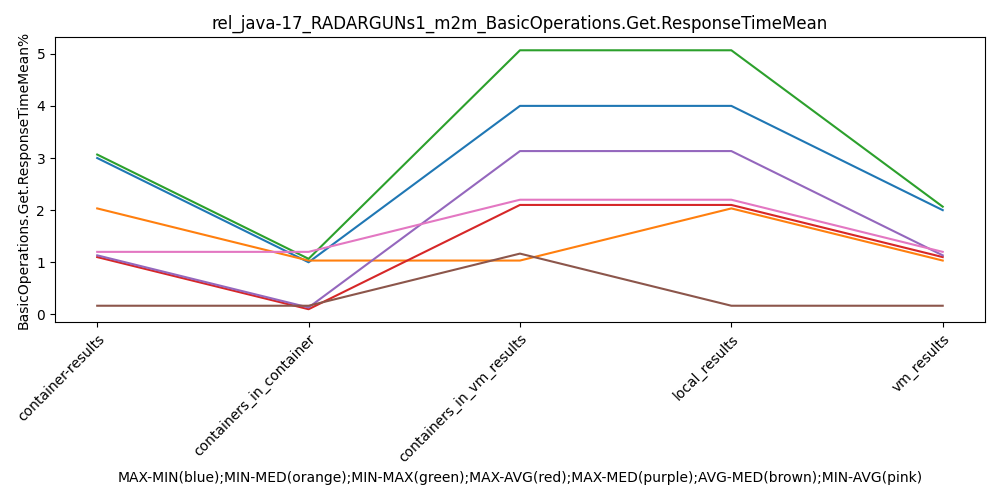 rel_java-17_RADARGUNs1_m2m_BasicOperations.Get.ResponseTimeMean
BasicOperations.Get.ResponseTimeMean%
5
4
3
2
1
0
container-results
containers_in_container
containers_in_vm_results
local_results
vm_results
MAX-MIN(blue);MIN-MED(orange);MIN-MAX(green);MAX-AVG(red);MAX-MED(purple);AVG-MED(brown);MIN-AVG(pink)